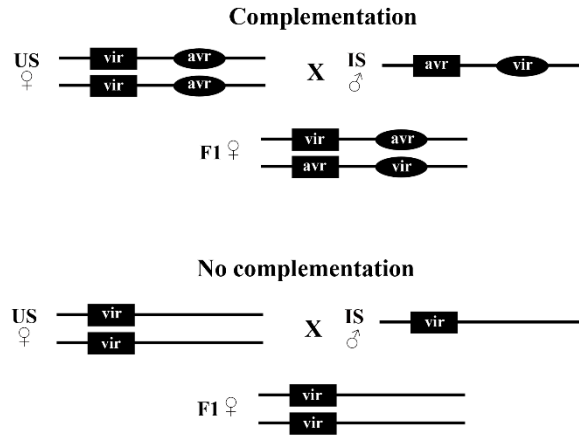 Complementation
US ♀ vir avr X IS ♂ avr vir
vir avr
F1 ♀ vir avr
avr vir
No complementation
US ♀ vir X IS ♂ vir
vir
F1 ♀ vir
vir